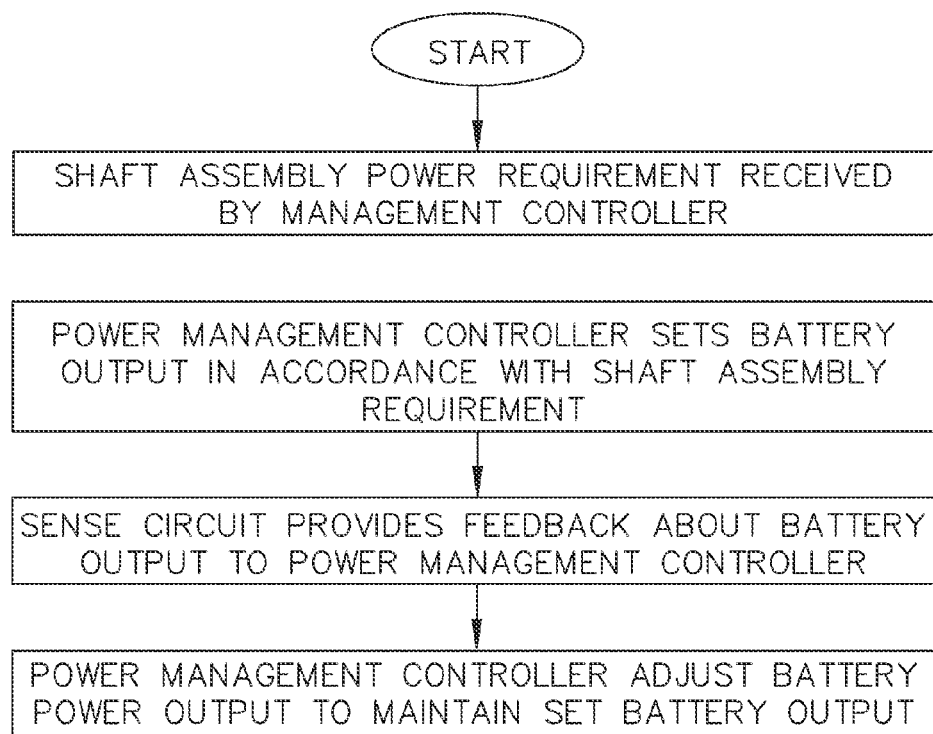 START
SHAFT ASSEMBLY POWER REQUIREMENT RECEIVED
BY MANAGEMENT CONTROLLER
POWER MANAGEMENT CONTROLLER SETS BATTERY
OUTPUT IN ACCORDANCE WITH SHAFT ASSEMBLY
REQUIREMENT
SENSE CIRCUIT PROVIDES FEEDBACK ABOUT BATTERY
OUTPUT TO POWER MANAGEMENT CONTROLLER
POWER MANAGEMENT CONTROLLER ADJUST BATTERY
POWER OUTPUT TO MAINTAIN SET BATTERY OUTPUT